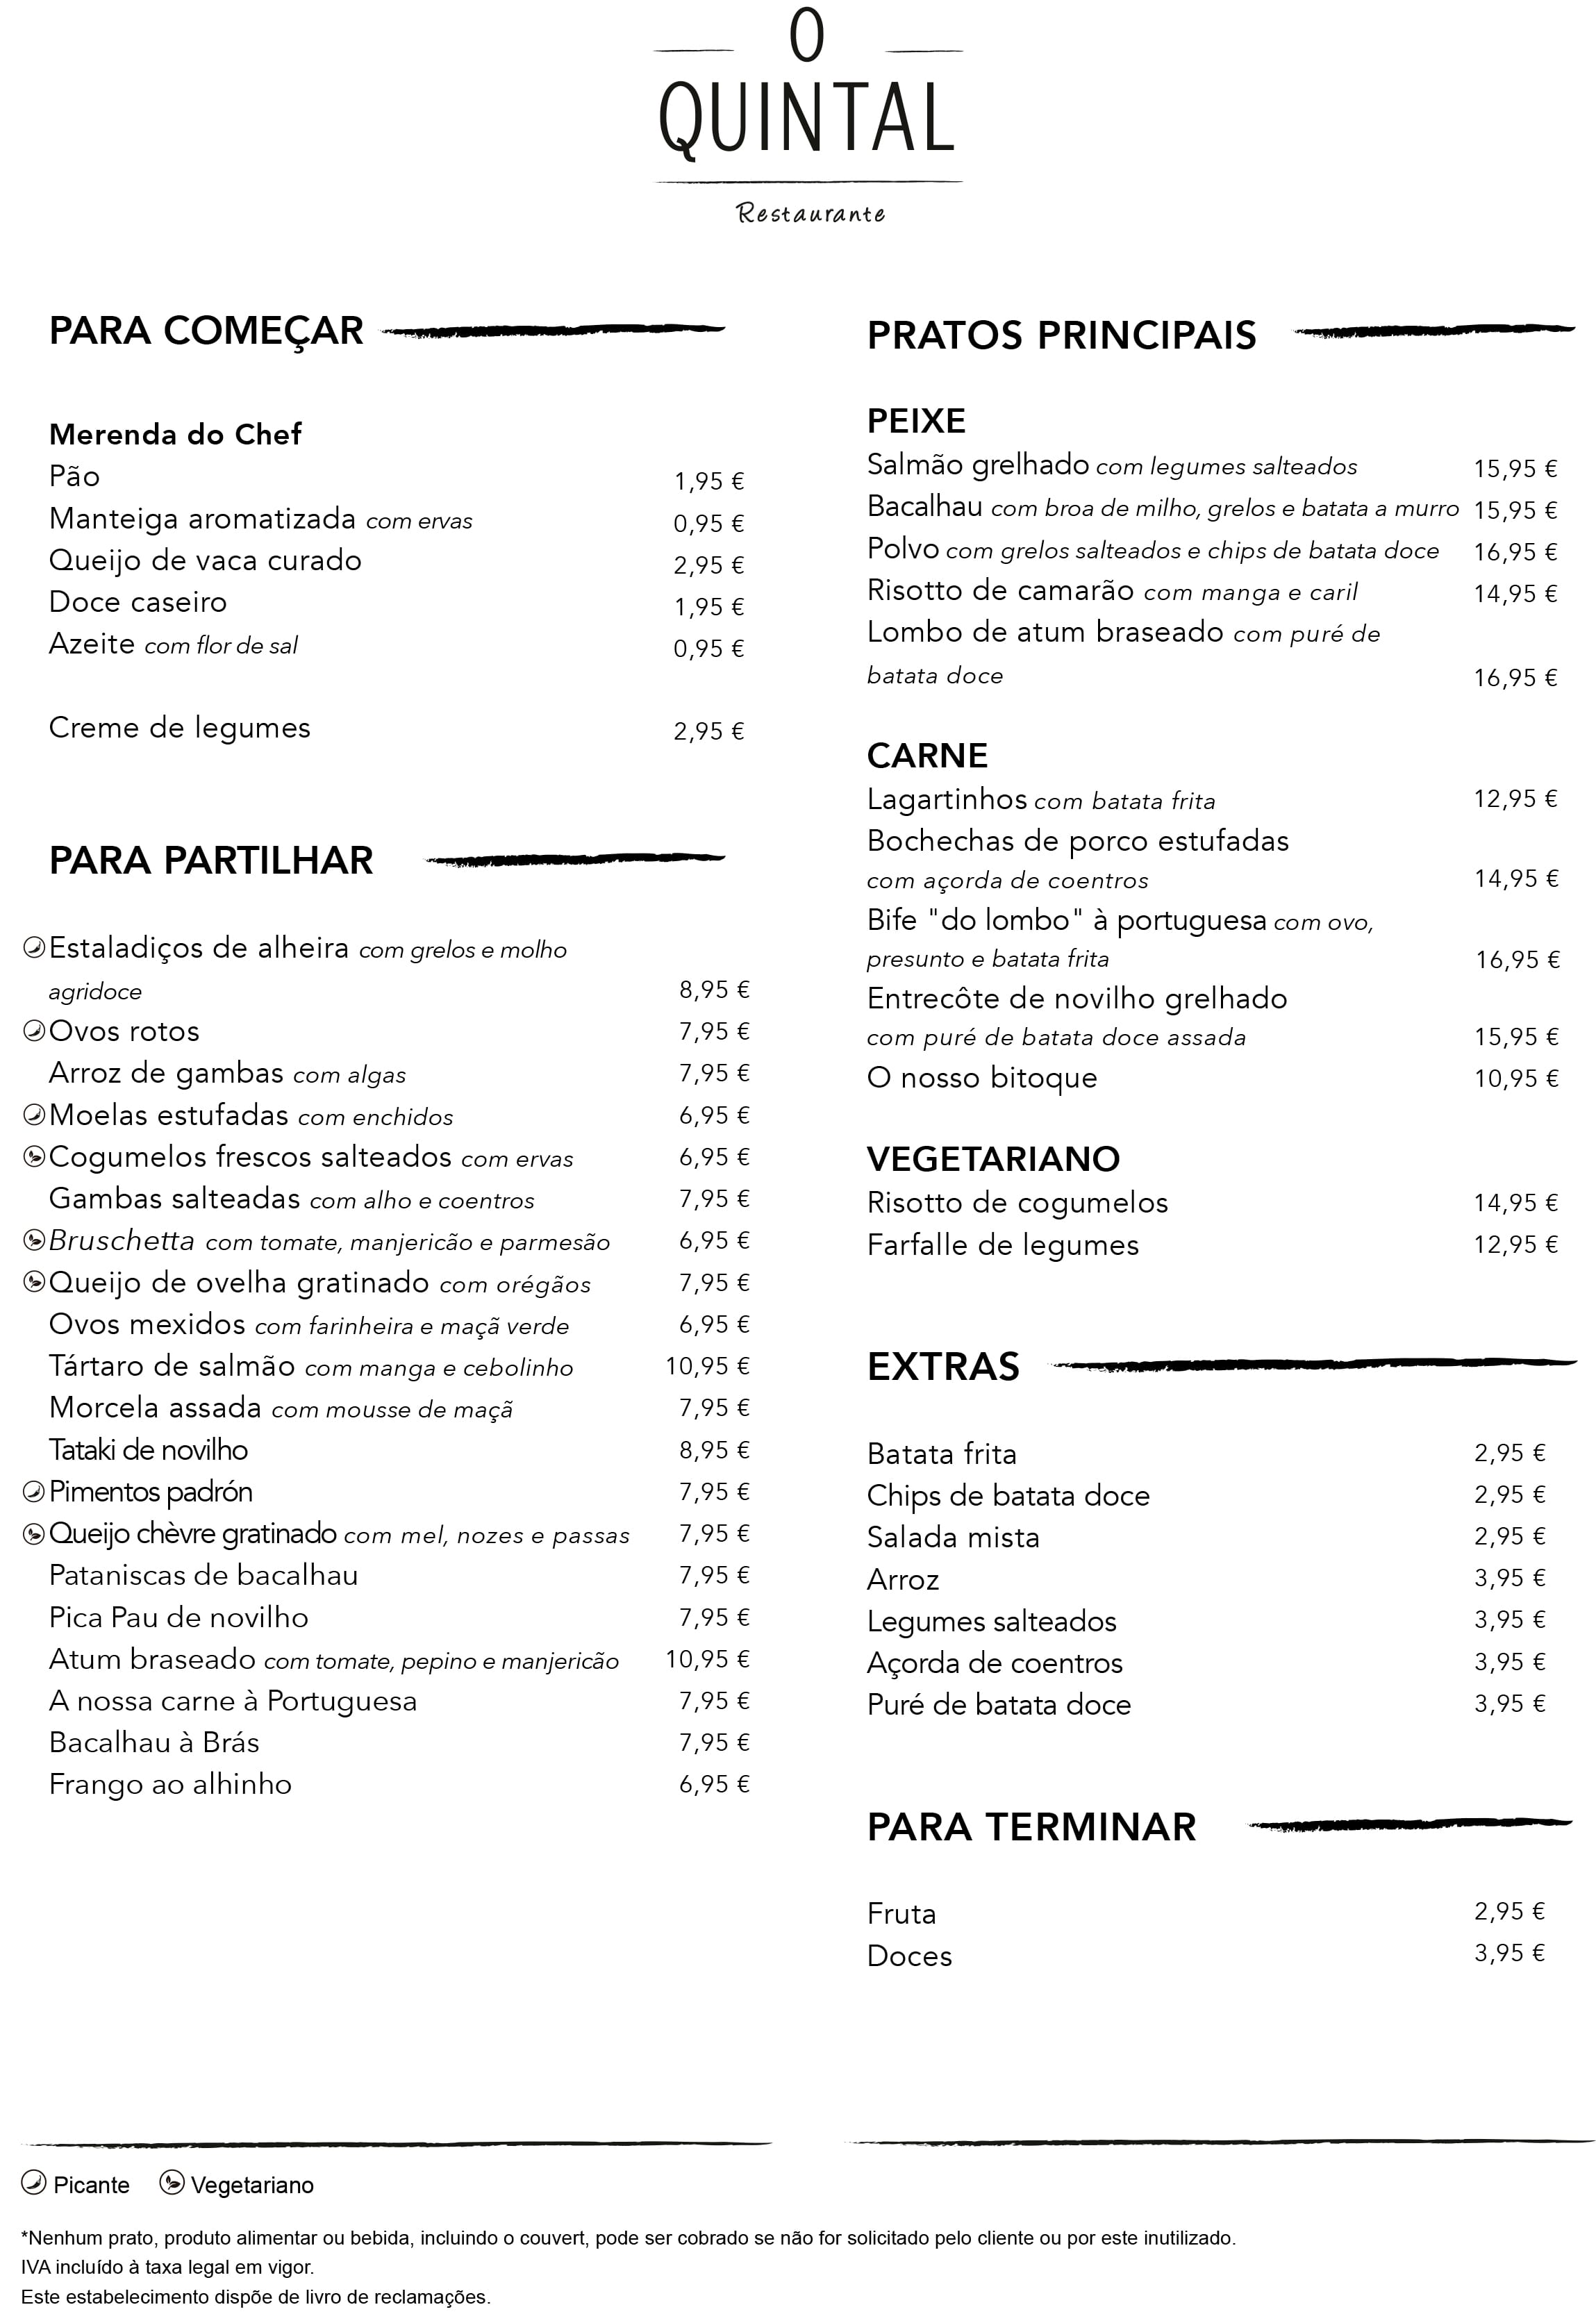 O
QUINTAL
Restaurante
PARA COMEÇAR
Merenda do Chef
Pão 1,95 €
Manteiga aromatizada com ervas 0,95 €
Queijo de vaca curado 2,95 €
Doce caseiro 1,95 €
Azeite com flor de sal 0,95 €
Creme de legumes 2,95 €
PARA PARTILHAR
Estaladiços de alheira com grelos e molho
agridoce 8,95 €
Ovos rotos 7,95 €
Arroz de gambas com algas 7,95 €
Moelas estufadas com enchidos 6,95 €
Cogumelos frescos salteados com ervas 6,95 €
Gambas salteadas com alho e coentros 7,95 €
Bruschetta com tomate, manjericão e parmesão 6,95 €
Queijo de ovelha gratinado com orégãos 7,95 €
Ovos mexidos com farinheira e maçã verde 6,95 €
Tártaro de salmão com manga e cebolinho 10,95 €
Morcela assada com mousse de maçã 7,95 €
Tataki de novilho 8,95 €
Pimentos padrón 7,95 €
Queijo chèvre gratinado com mel, nozes e passas 7,95 €
Pataniscas de bacalhau 7,95 €
Pica Pau de novilho 7,95 €
Atum braseado com tomate, pepino e manjericão 10,95 €
A nossa carne à Portuguesa 7,95 €
Bacalhau à Brás 7,95 €
Frango ao alhinho 6,95 €
PRATOS PRINCIPAIS
PEIXE
Salmão grelhado com legumes salteados 15,95 €
Bacalhau com broa de milho, grelos e batata a murro 15,95 €
Polvo com grelos salteados e chips de batata doce 16,95 €
Risotto de camarão com manga e caril 14,95 €
Lombo de atum braseado com puré de
batata doce 16,95 €
CARNE
Lagartinhos com batata frita 12,95 €
Bochechas de porco estufadas
com açorda de coentros 14,95 €
Bife "do lombo" à portuguesa com ovo,
presunto e batata frita 16,95 €
Entrecôte de novilho grelhado
com puré de batata doce assada 15,95 €
O nosso bitoque 10,95 €
VEGETARIANO
Risotto de cogumelos 14,95 €
Farfalle de legumes 12,95 €
EXTRAS
Batata frita 2,95 €
Chips de batata doce 2,95 €
Salada mista 2,95 €
Arroz 3,95 €
Legumes salteados 3,95 €
Açorda de coentros 3,95 €
Puré de batata doce 3,95 €
PARA TERMINAR
Fruta 2,95 €
Doces 3,95 €
Picante Vegetariano
*Nenhum prato, produto alimentar ou bebida, incluindo o couvert, pode ser cobrado se não for solicitado pelo cliente ou por este inutilizado.
IVA incluído à taxa legal em vigor.
Este estabelecimento dispõe de livro de reclamações.